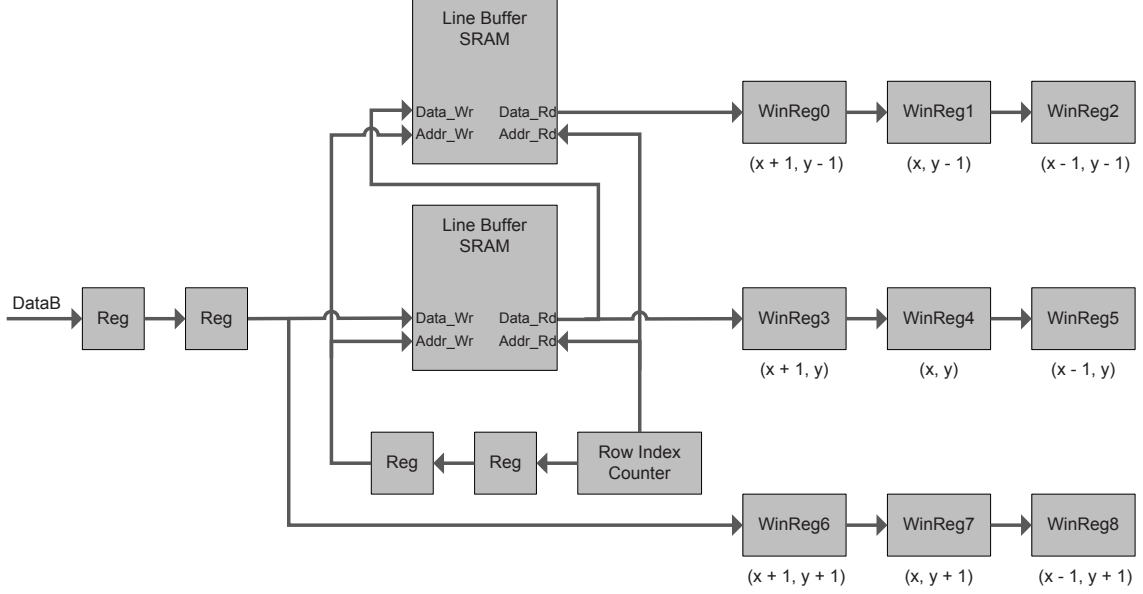 Line Buffer
SRAM
Data_Wr
Data_Rd
Addr_Wr
Addr_Rd
WinReg0
WinReg1
WinReg2
(x + 1, y - 1)
(x, y - 1)
(x - 1, y - 1)
Line Buffer
SRAM
DataB
Reg
Reg
Data_Wr
Data_Rd
Addr_Wr
Addr_Rd
WinReg3
WinReg4
WinReg5
(x + 1, y)
(x, y)
(x - 1, y)
Reg
Reg
Row Index
Counter
WinReg6
WinReg7
WinReg8
(x + 1, y + 1)
(x, y + 1)
(x - 1, y + 1)